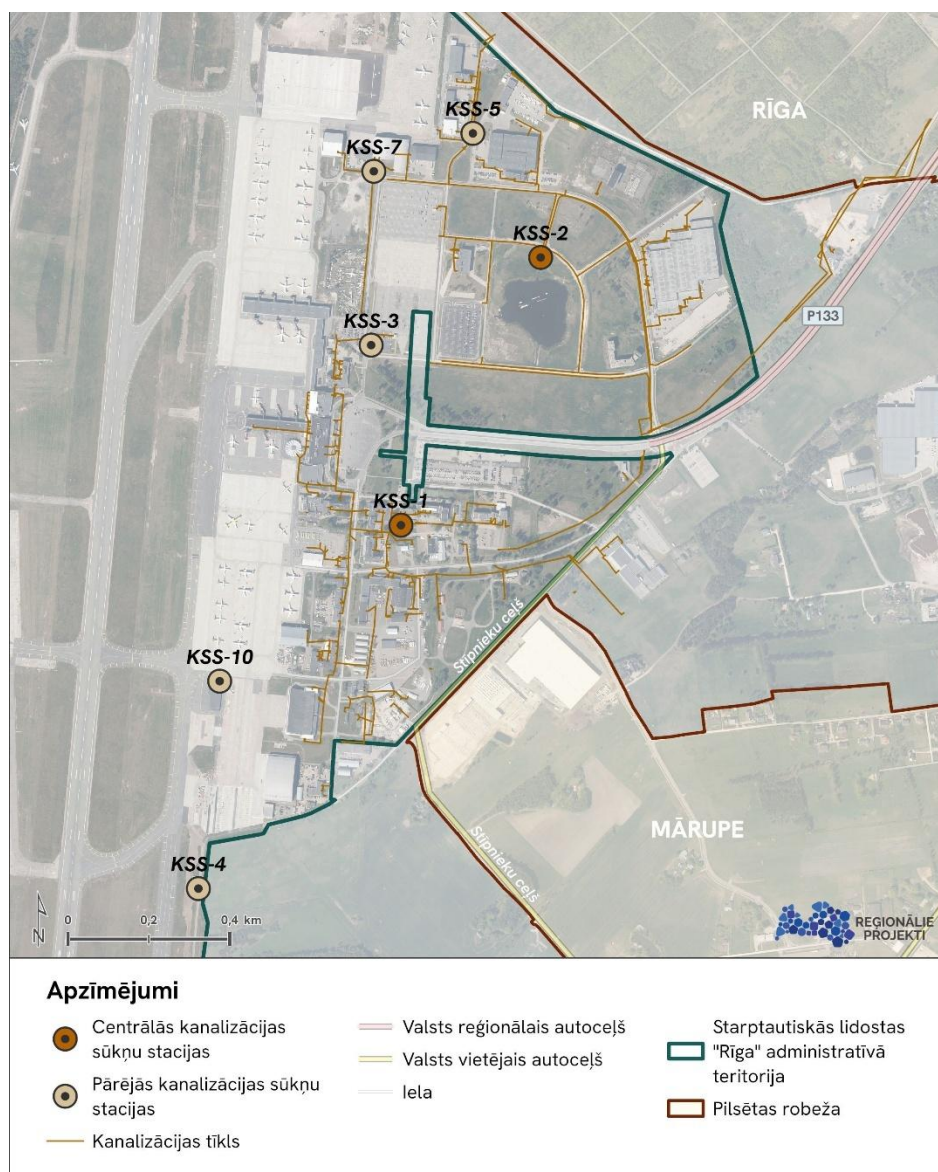 RĪGA
KSS-5
KSS-7
KSS-2
P133
KSS-3
KSS-1
Stīpnieku ceļš
KSS-10
MĀRUPE
Stīpnieku ceļš
KSS-4
N
0 0,2 0,4 km
REĢIONĀLIE
PROJEKTI
Apzīmējumi
Centrālās kanalizācijas
sūkņu stacijas
Pārējās kanalizācijas sūkņu
stacijas
Kanalizācijas tīkls
Valsts reģionālais autoceļš
Valsts vietējais autoceļš
Iela
Starptautiskās lidostas
"Rīga" administratīvā
teritorija
Pilsētas robeža